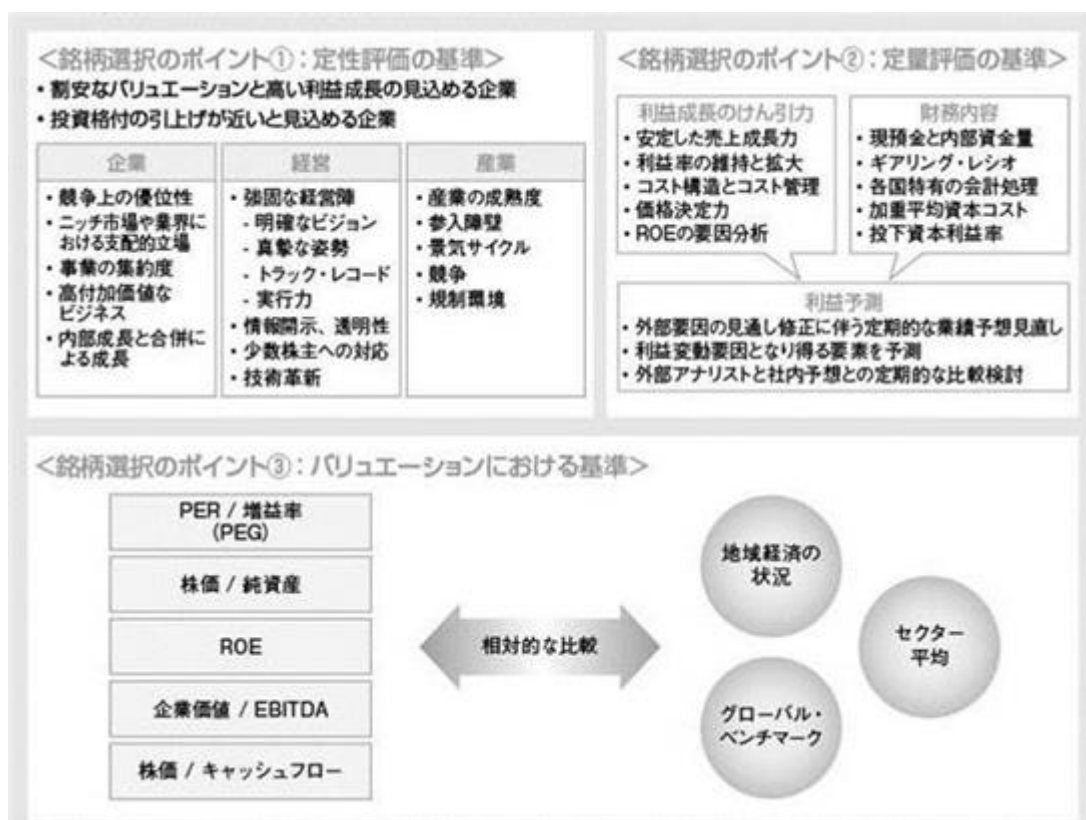 <銘柄選択のポイント①:定性評価の基準>
・割安なバリュエーションと高い利益成長の見込める企業
・投資格付の引上げが近いと見込める企業
企業
・競争上の優位性
・ニッチ市場や業界に
おける支配的立場
・事業の集約度
・高付加価値な
ビジネス
・内部成長と合併に
よる成長
経営
・強固な経営陣
- 明確なビジョン
- 真摯な姿勢
- トラック・レコード
- 実行力
・情報開示、透明性
・少数株主への対応
・技術革新
産業
・産業の成熟度
・参入障壁
・景気サイクル
・競争
・規制環境
<銘柄選択のポイント②:定量評価の基準>
利益成長のけん引力
・安定した売上成長力
・利益率の維持と拡大
・コスト構造とコスト管理
・価格決定力
・ROEの要因分析
財務内容
・現預金と内部資金量
・ギアリング・レシオ
・各国特有の会計処理
・加重平均資本コスト
・投下資本利益率
利益予測
・外部要因の見通し修正に伴う定期的な業績予想見直し
・利益変動要因となり得る要素を予測
・外部アナリストと社内予想との定期的な比較検討
<銘柄選択のポイント③:バリュエーションにおける基準>
PER / 増益率
(PEG)
株価 / 純資産
ROE
企業価値 / EBITDA
株価 / キャッシュフロー
相対的な比較
地域経済の
状況
セクター
平均
グローバル・
ベンチマーク